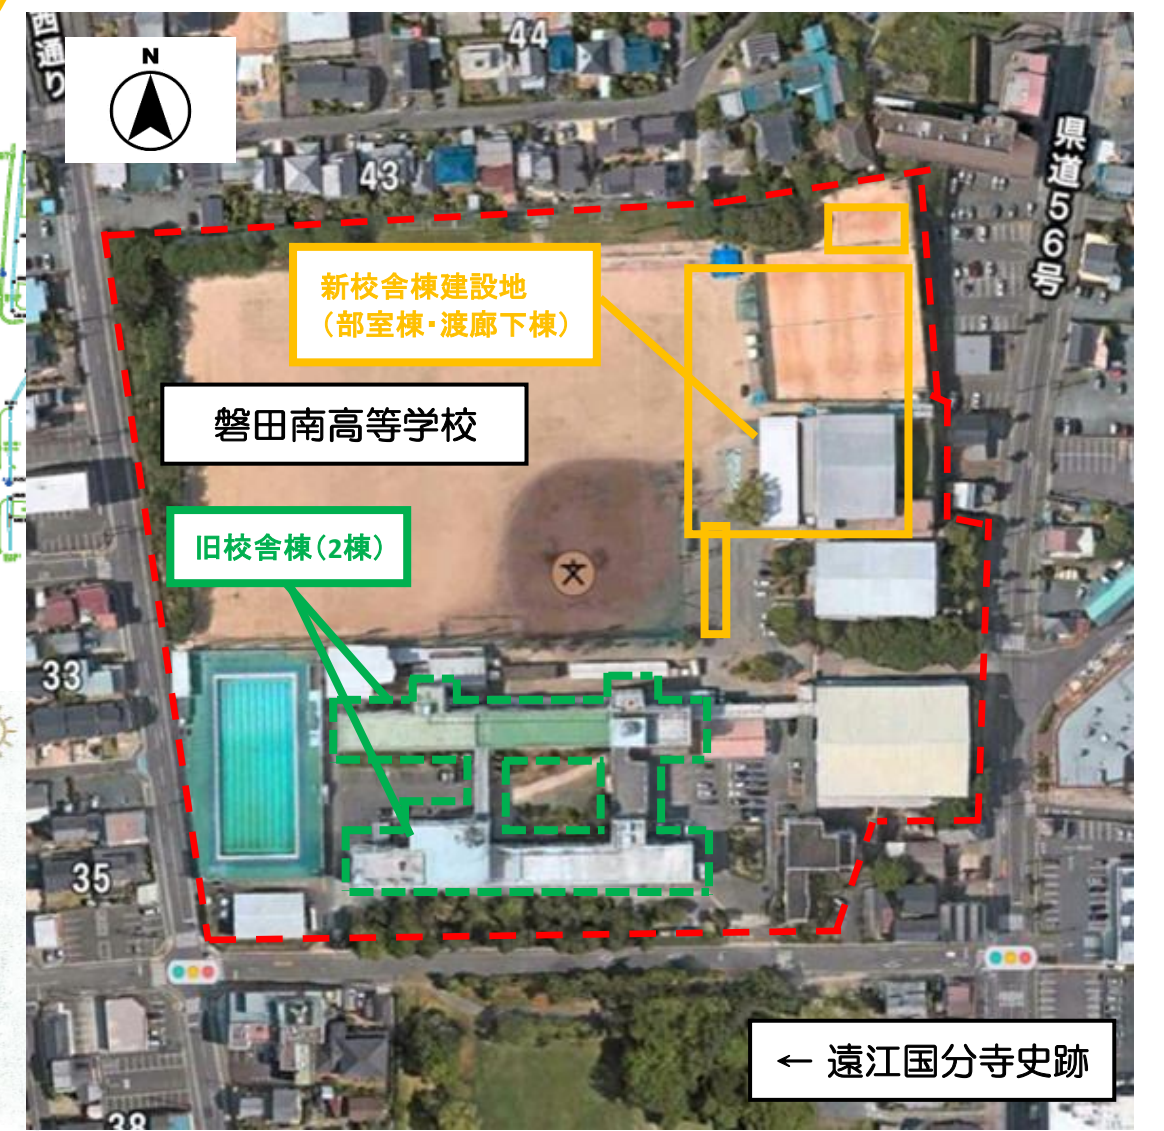 西通り
N
44
43
県道56号
新校舎棟建設地
（部室棟・渡廊下棟）
磐田南高等学校
旧校舎棟（2棟）
文
33
35
← 遠江国分寺史跡
38